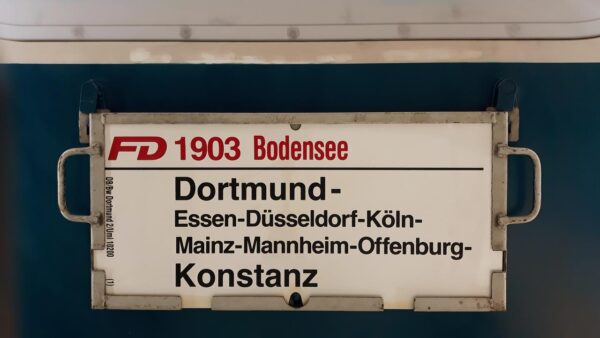 FD 1903 Bodensee
Dortmund-
Essen-Düsseldorf-Köln-
Mainz-Mannheim-Offenburg-
Konstanz